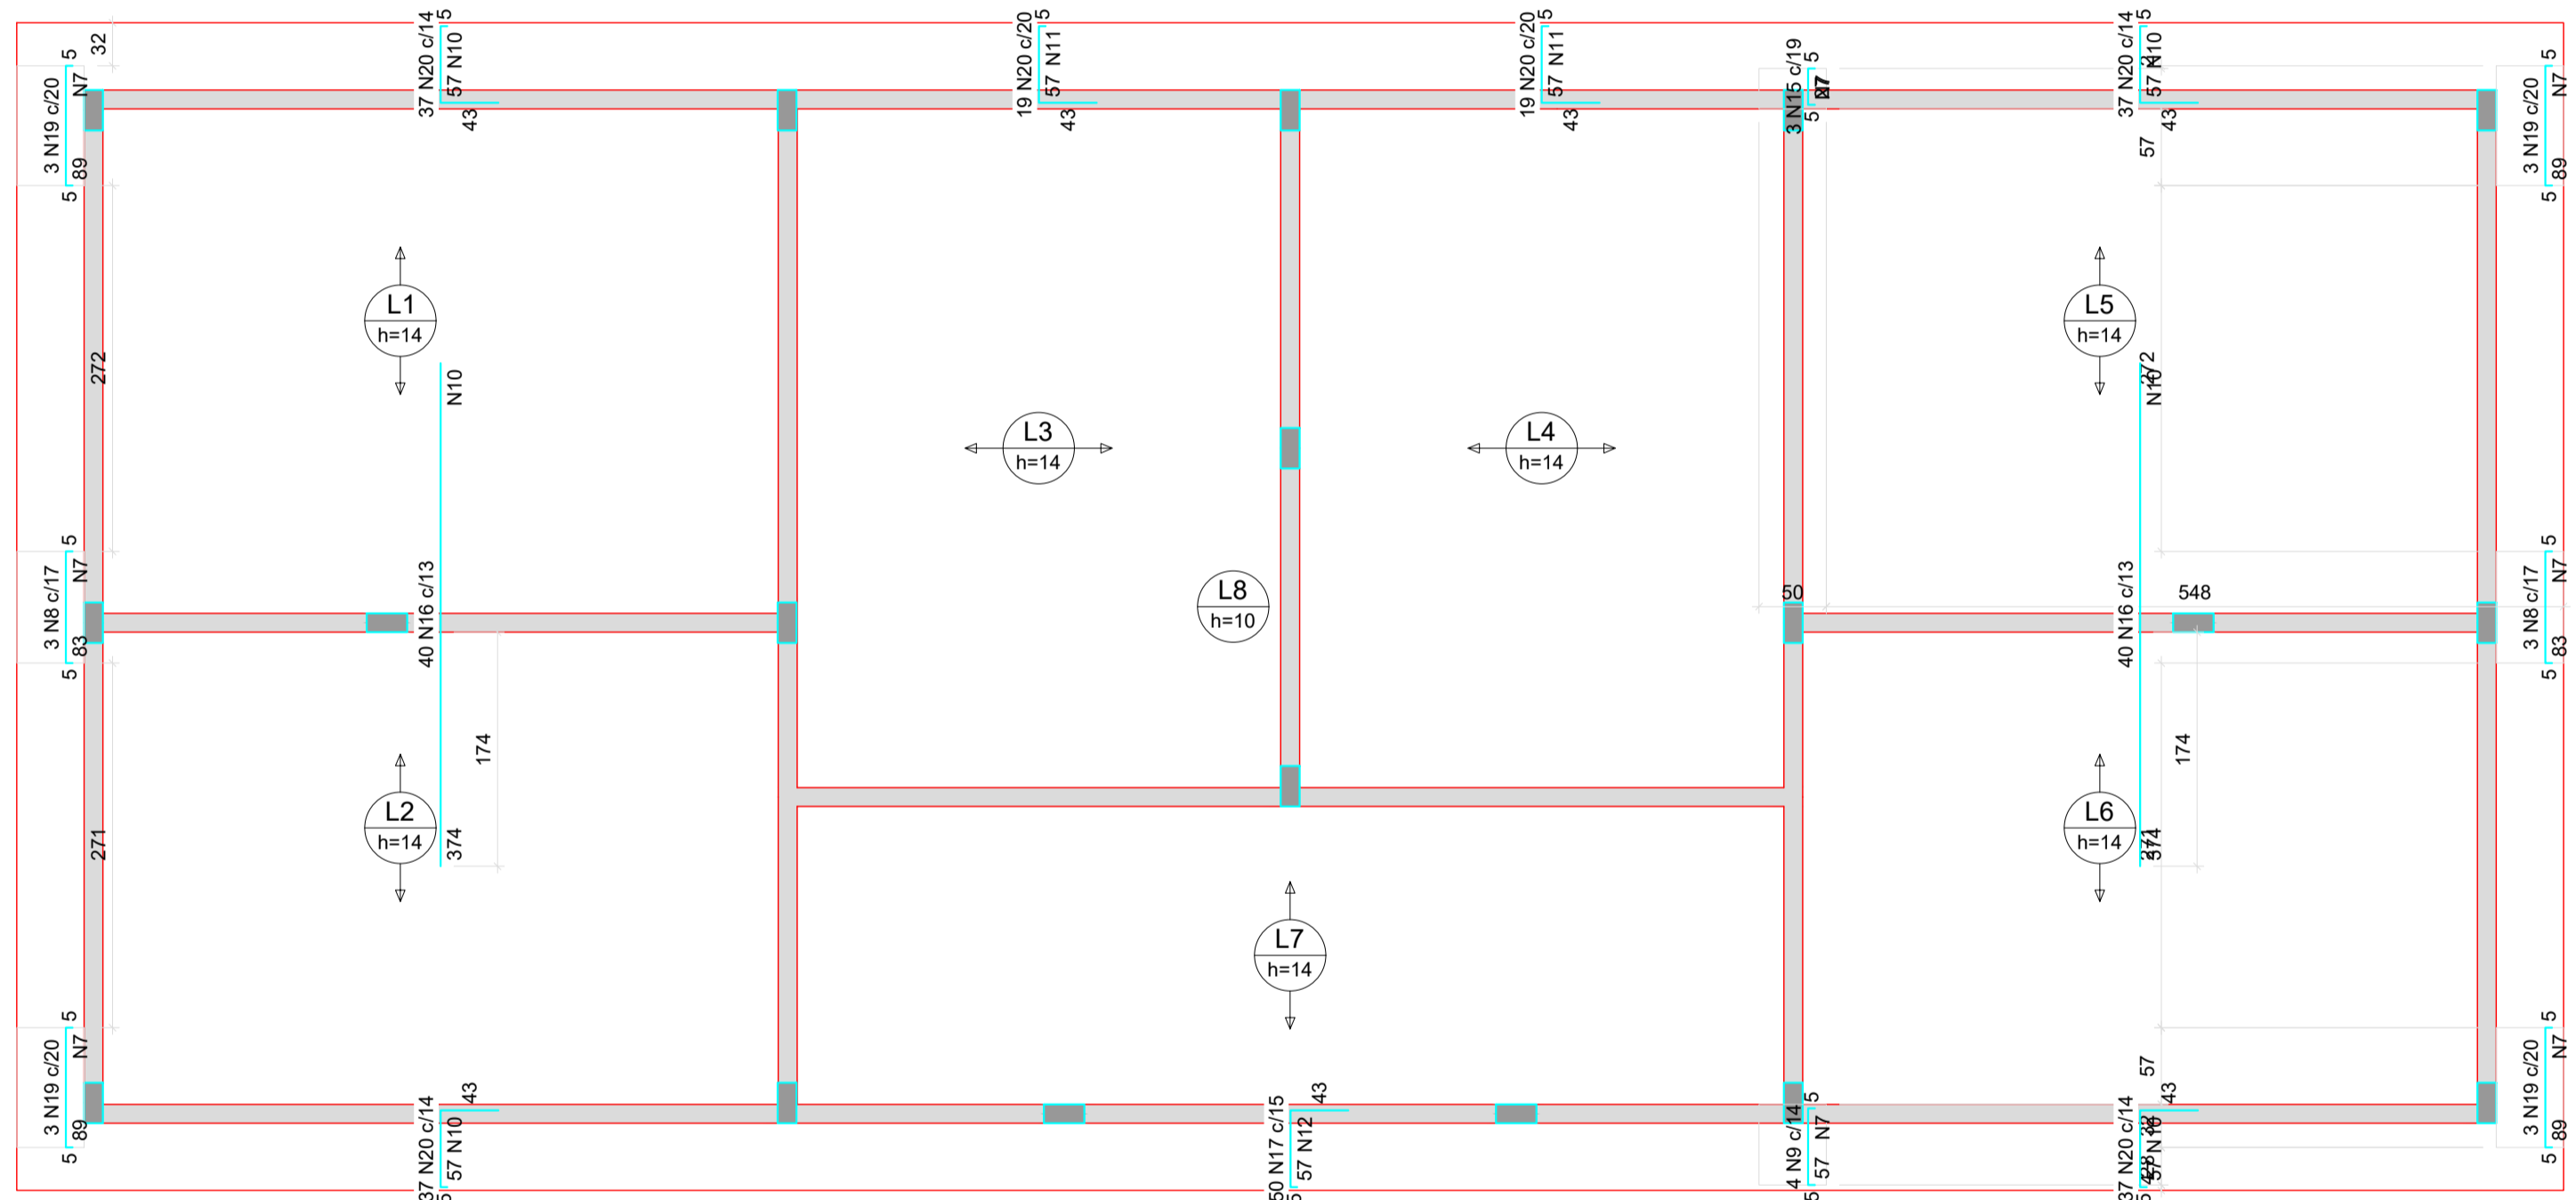 37 N20 c/14
57 N10
5
43
19 N20 c/20
57 N11
5
43
19 N20 c/20
57 N11
5
43
3 N15 c/19
5
5
37 N20 c/14
57 N10
5
43
57
32
3 N19 c/20
N7
89
5
5
3 N19 c/20
N7
89
5
5
L1
h=14
L5
h=14
272
N10
272
N10
L3
h=14
L4
h=14
3 N8 c/17
N7
83
5
5
40 N16 c/13
L8
h=10
50
40 N16 c/13
548
3 N8 c/17
N7
83
5
5
174
174
L2
h=14
271
374
L6
h=14
374
L7
h=14
3 N19 c/20
N7
89
5
5
37 N20 c/14
57 N10
5
43
50 N17 c/15
57 N12
5
43
4 N9 c/14
N7
57
5
5
57
37 N20 c/14
43
3 N19 c/20
N7
89
5
5